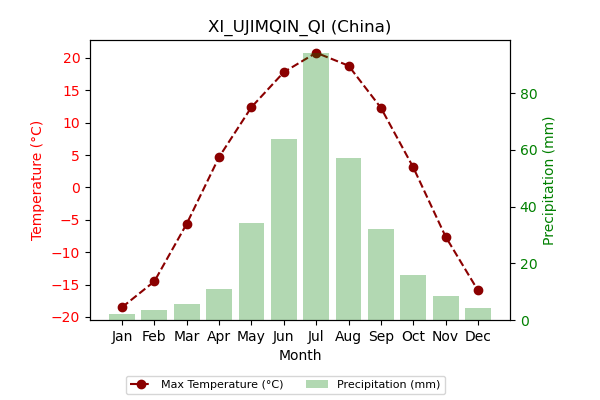 XI_UJIMQIN_QI (China)
Temperature (°C)
20
15
10
5
0
−5
−10
−15
−20
80
60
40
20
0
Precipitation (mm)
Jan Feb Mar Apr May Jun Jul Aug Sep Oct Nov Dec
Month
Max Temperature (°C) Precipitation (mm)